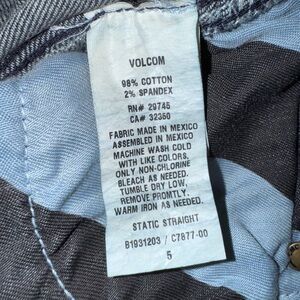 VOLCOM
98% COTTON
2% SPANDEX
RN# 29745
CA# 32350
FABRIC MADE IN MEXICO
ASSEMBLED IN MEXICO
MACHINE WASH COLD
WITH LIKE COLORS,
ONLY NON-CHLORINE
BLEACH AS NEEDED.
TUMBLE DRY LOW,
REMOVE PROMTLY.
WARM IRON AS NEEDED.
STATIC STRAIGHT
B1931203 / C7877-00
5